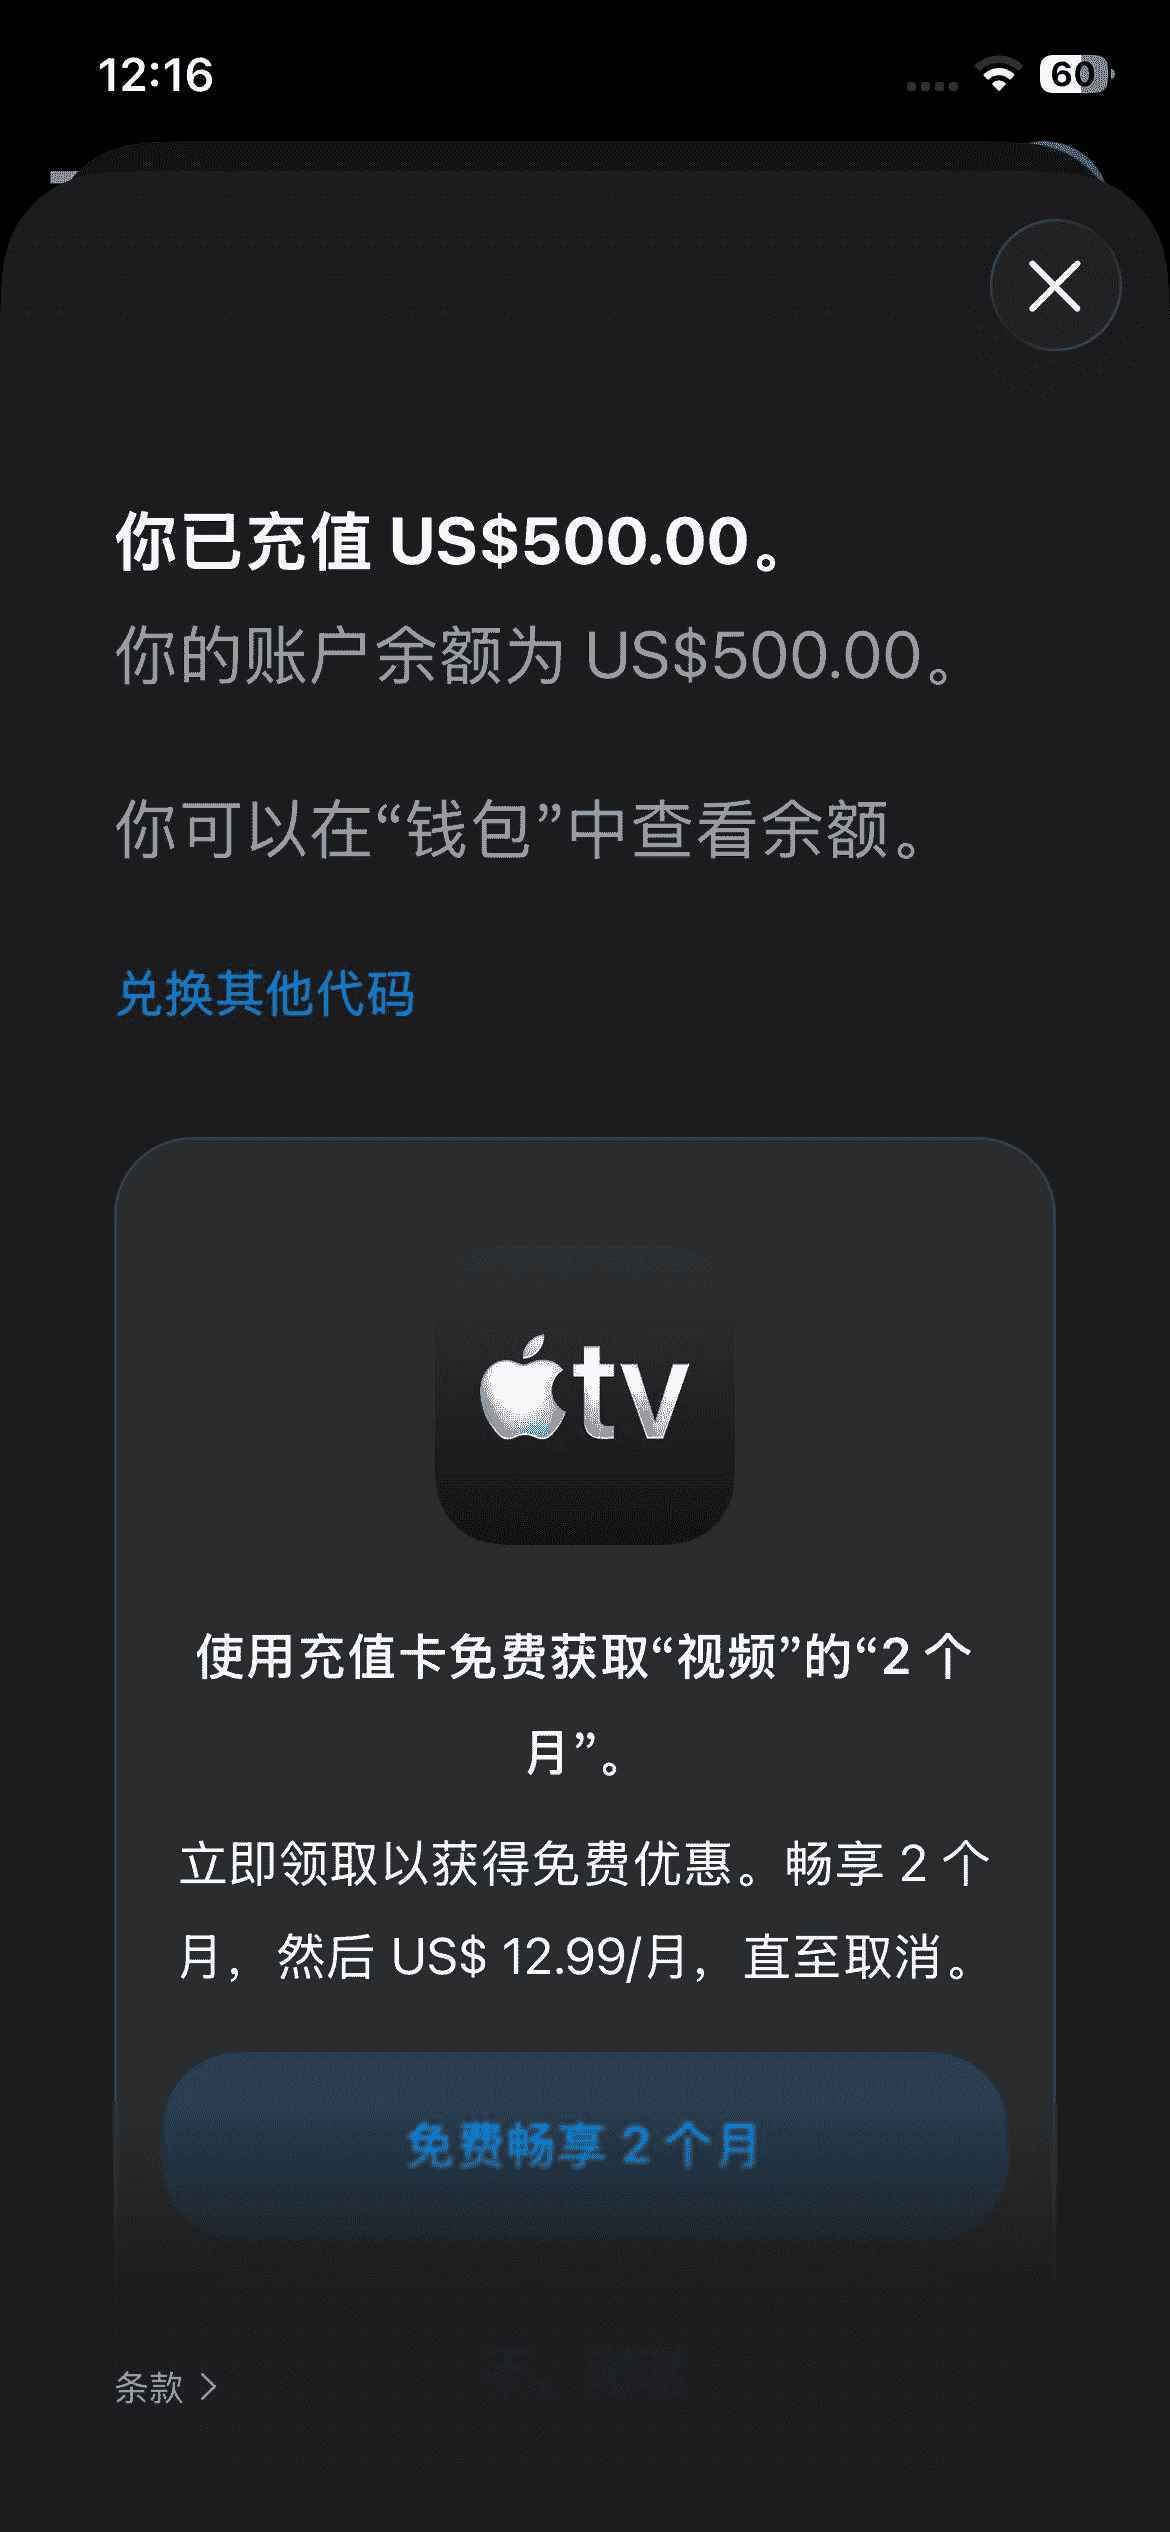 12:16
60
你已充值 US$500.00。
你的账户余额为 US$500.00。
你可以在“钱包”中查看余额。
兑换其他代码
tv
使用充值卡免费获取“视频”的“2 个
月”。
立即领取以获得免费优惠。畅享 2 个
月，然后 US$ 12.99/月，直至取消。
免费畅享 2 个月
条款